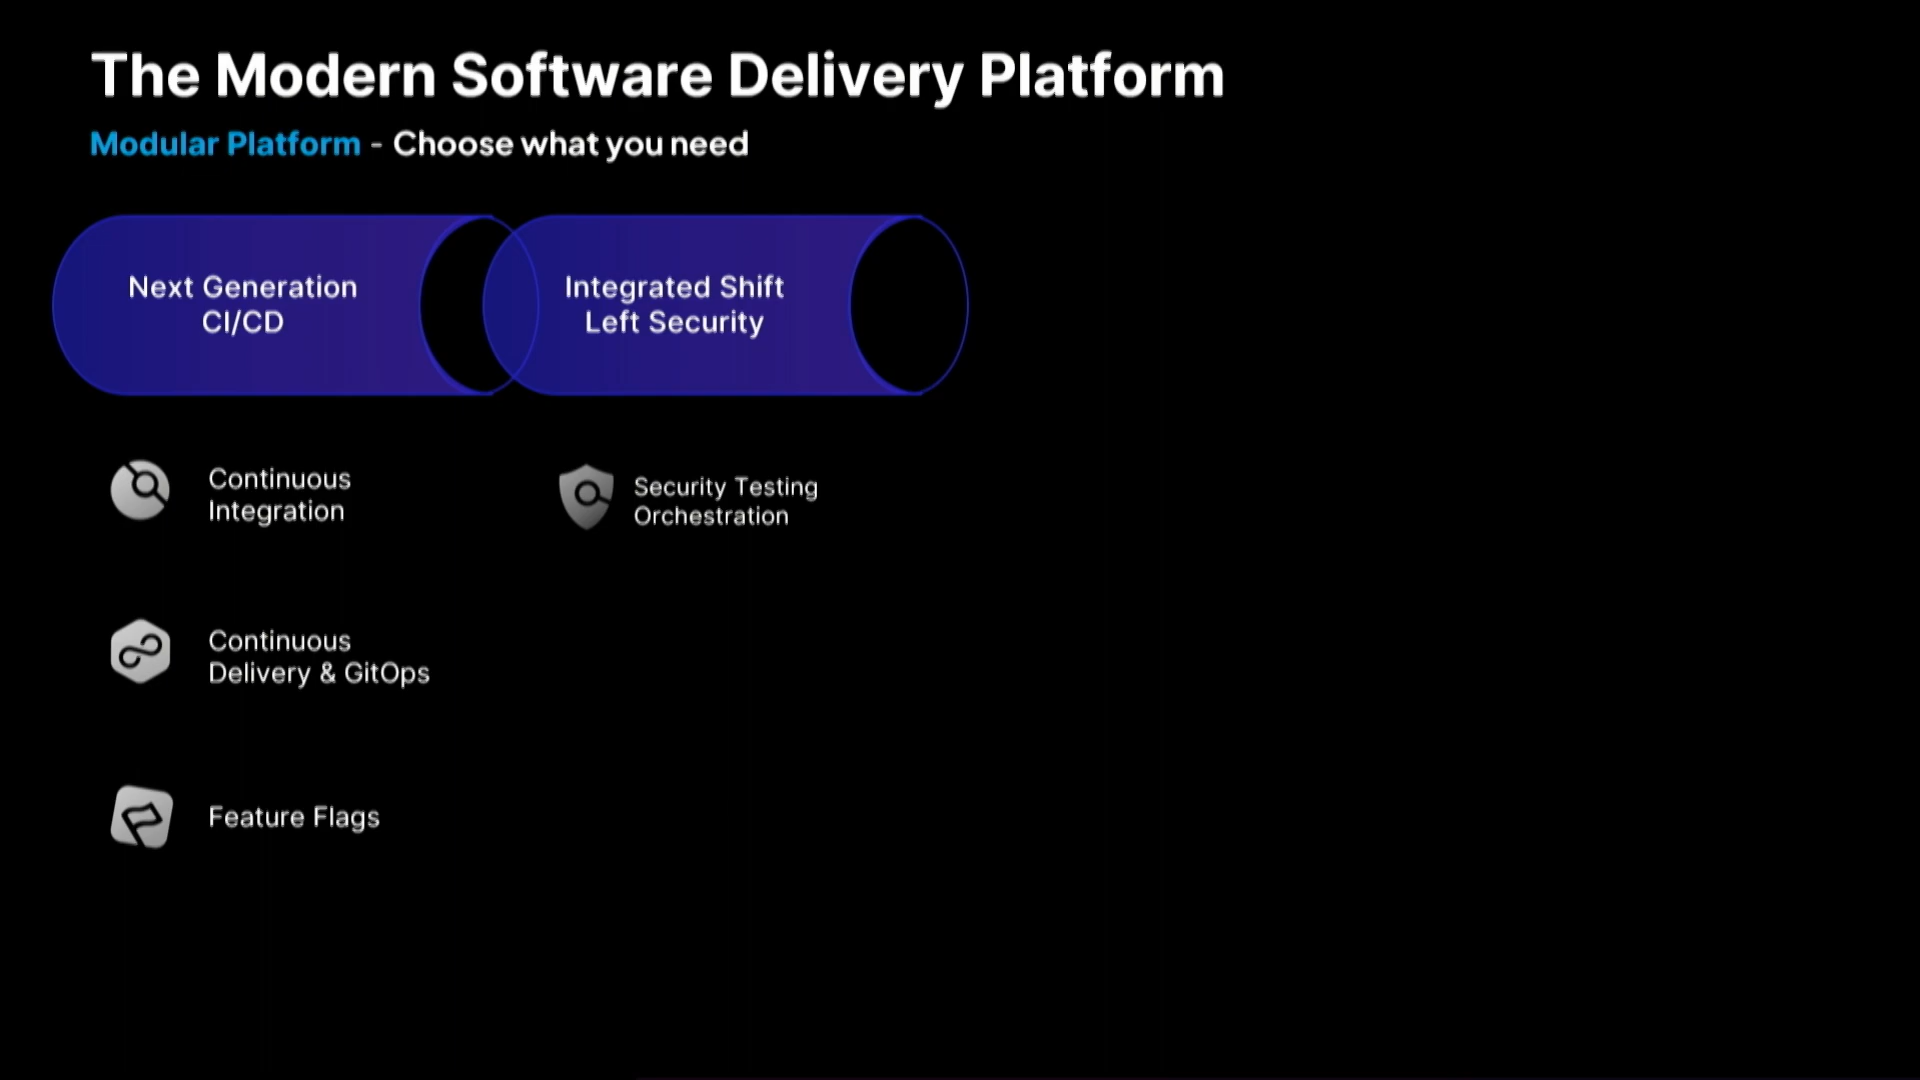 The Modern Software Delivery Platform
Modular Platform - Choose what you need
Next Generation
CI/CD
Integrated Shift
Left Security
Continuous
Integration
Security Testing
Orchestration
Continuous
Delivery & GitOps
Feature Flags